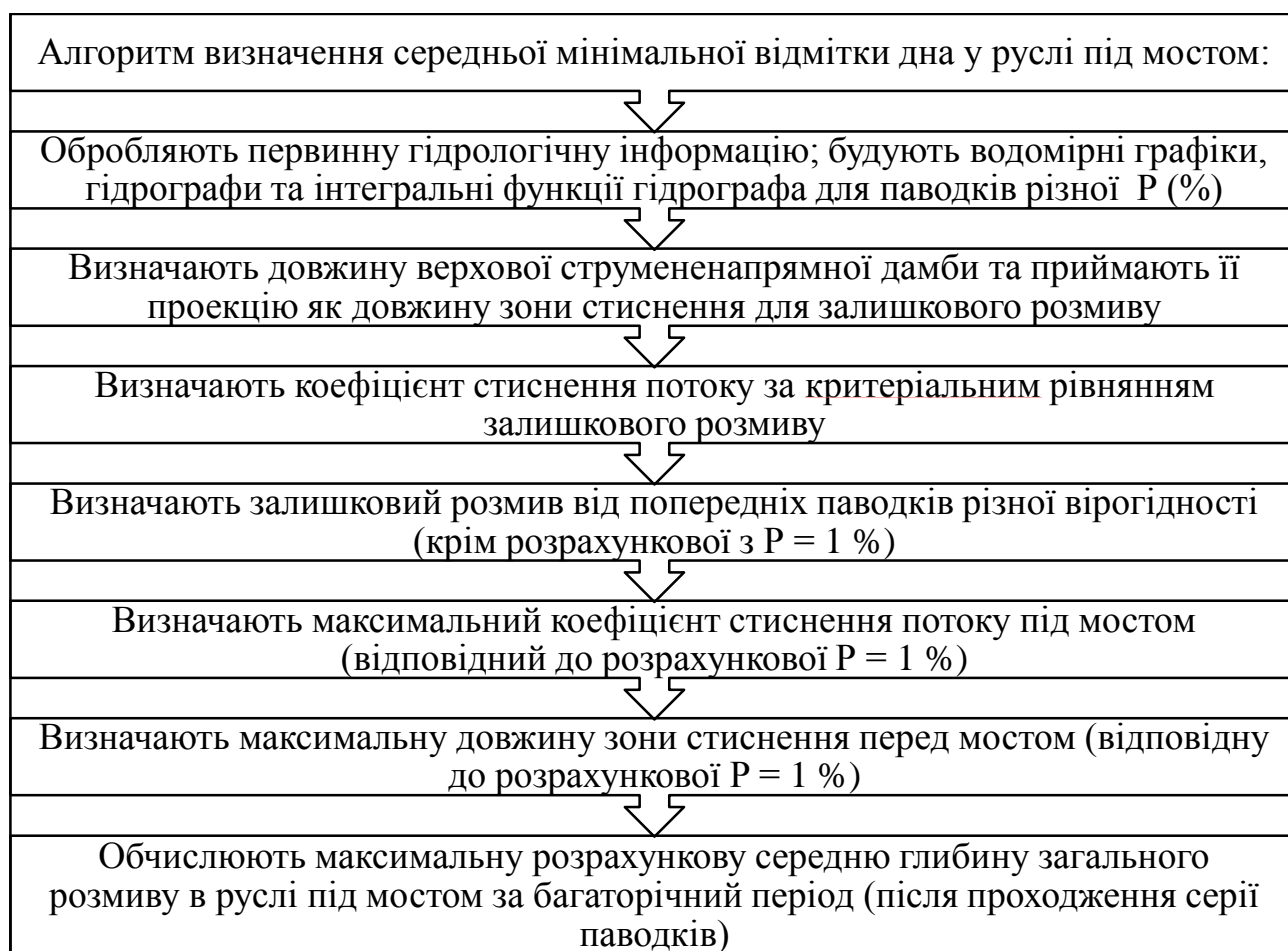 Алгоритм визначення середньої мінімальної відмітки дна у руслі під мостом:
Обробляють первинну гідрологічну інформацію; будують водомірні графіки,
гідрографи та інтегральні функції гідрографа для паводків різної Р (%)
Визначають довжину верхової струмененапрямної дамби та приймають її
проекцію як довжину зони стиснення для залишкового розмиву
Визначають коефіцієнт стиснення потоку за критеріальним рівнянням
залишкового розмиву
Визначають залишковий розмив від попередніх паводків різної вірогідності
(крім розрахункової з Р = 1 %)
Визначають максимальний коефіцієнт стиснення потоку під мостом
(відповідний до розрахункової Р = 1 %)
Визначають максимальну довжину зони стиснення перед мостом (відповідну
до розрахункової Р = 1 %)
Обчислюють максимальну розрахункову середню глибину загального
розмиву в руслі під мостом за багаторічний період (після проходження серії
паводків)